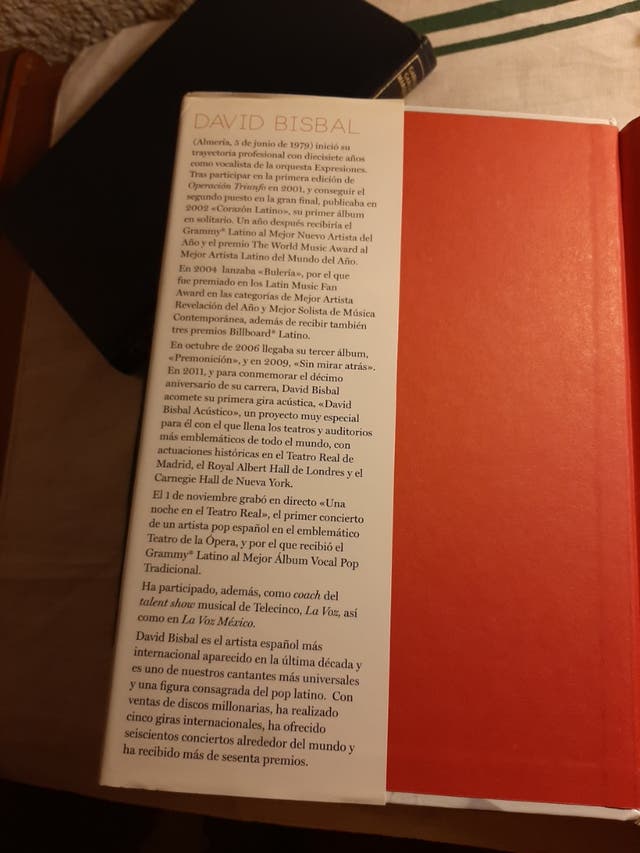 DAVID BISBAL
(Almería, 5 de junio de 1979) inició su
trayectoria profesional con diecisiete años
como vocalista de la orquesta Expresiones.
Tras participar en la primera edición de
Operación Triunfo en 2001, y conseguir el
segundo puesto en la gran final, publicaba en
2002 «Corazón Latino», su primer álbum
en solitario. Un año después recibiría el
Grammy® Latino al Mejor Nuevo Artista del
Año y el premio The World Music Award al
Mejor Artista Latino del Mundo del Año.
En 2004 lanzaba «Bulería», por el que
fue premiado en los Latin Music Fan
Award en las categorías de Mejor Artista
Revelación del Año y Mejor Solista de Música
Contemporánea, además de recibir también
tres premios Billboard® Latino.
En octubre de 2006 llegaba su tercer álbum,
«Premonición», y en 2009, «Sin mirar atrás».
En 2011, y para conmemorar el décimo
aniversario de su carrera, David Bisbal
acomete su primera gira acústica, «David
Bisbal Acústico», un proyecto muy especial
para él con el que llena los teatros y auditorios
más emblemáticos de todo el mundo, con
actuaciones históricas en el Teatro Real de
Madrid, el Royal Albert Hall de Londres y el
Carnegie Hall de Nueva York.
El 1 de noviembre grabó en directo «Una
noche en el Teatro Real», el primer concierto
de un artista pop español en el emblemático
Teatro de la Ópera, y por el que recibió el
Grammy® Latino al Mejor Álbum Vocal Pop
Tradicional.
Ha participado, además, como coach del
talent show musical de Telecinco, La Voz, así
como en La Voz México.
David Bisbal es el artista español más
internacional aparecido en la última década y
es uno de nuestros cantantes más universales
y una figura consagrada del pop latino. Con
ventas de discos millonarias, ha realizado
cinco giras internacionales, ha ofrecido
seiscientos conciertos alrededor del mundo y
ha recibido más de sesenta premios.